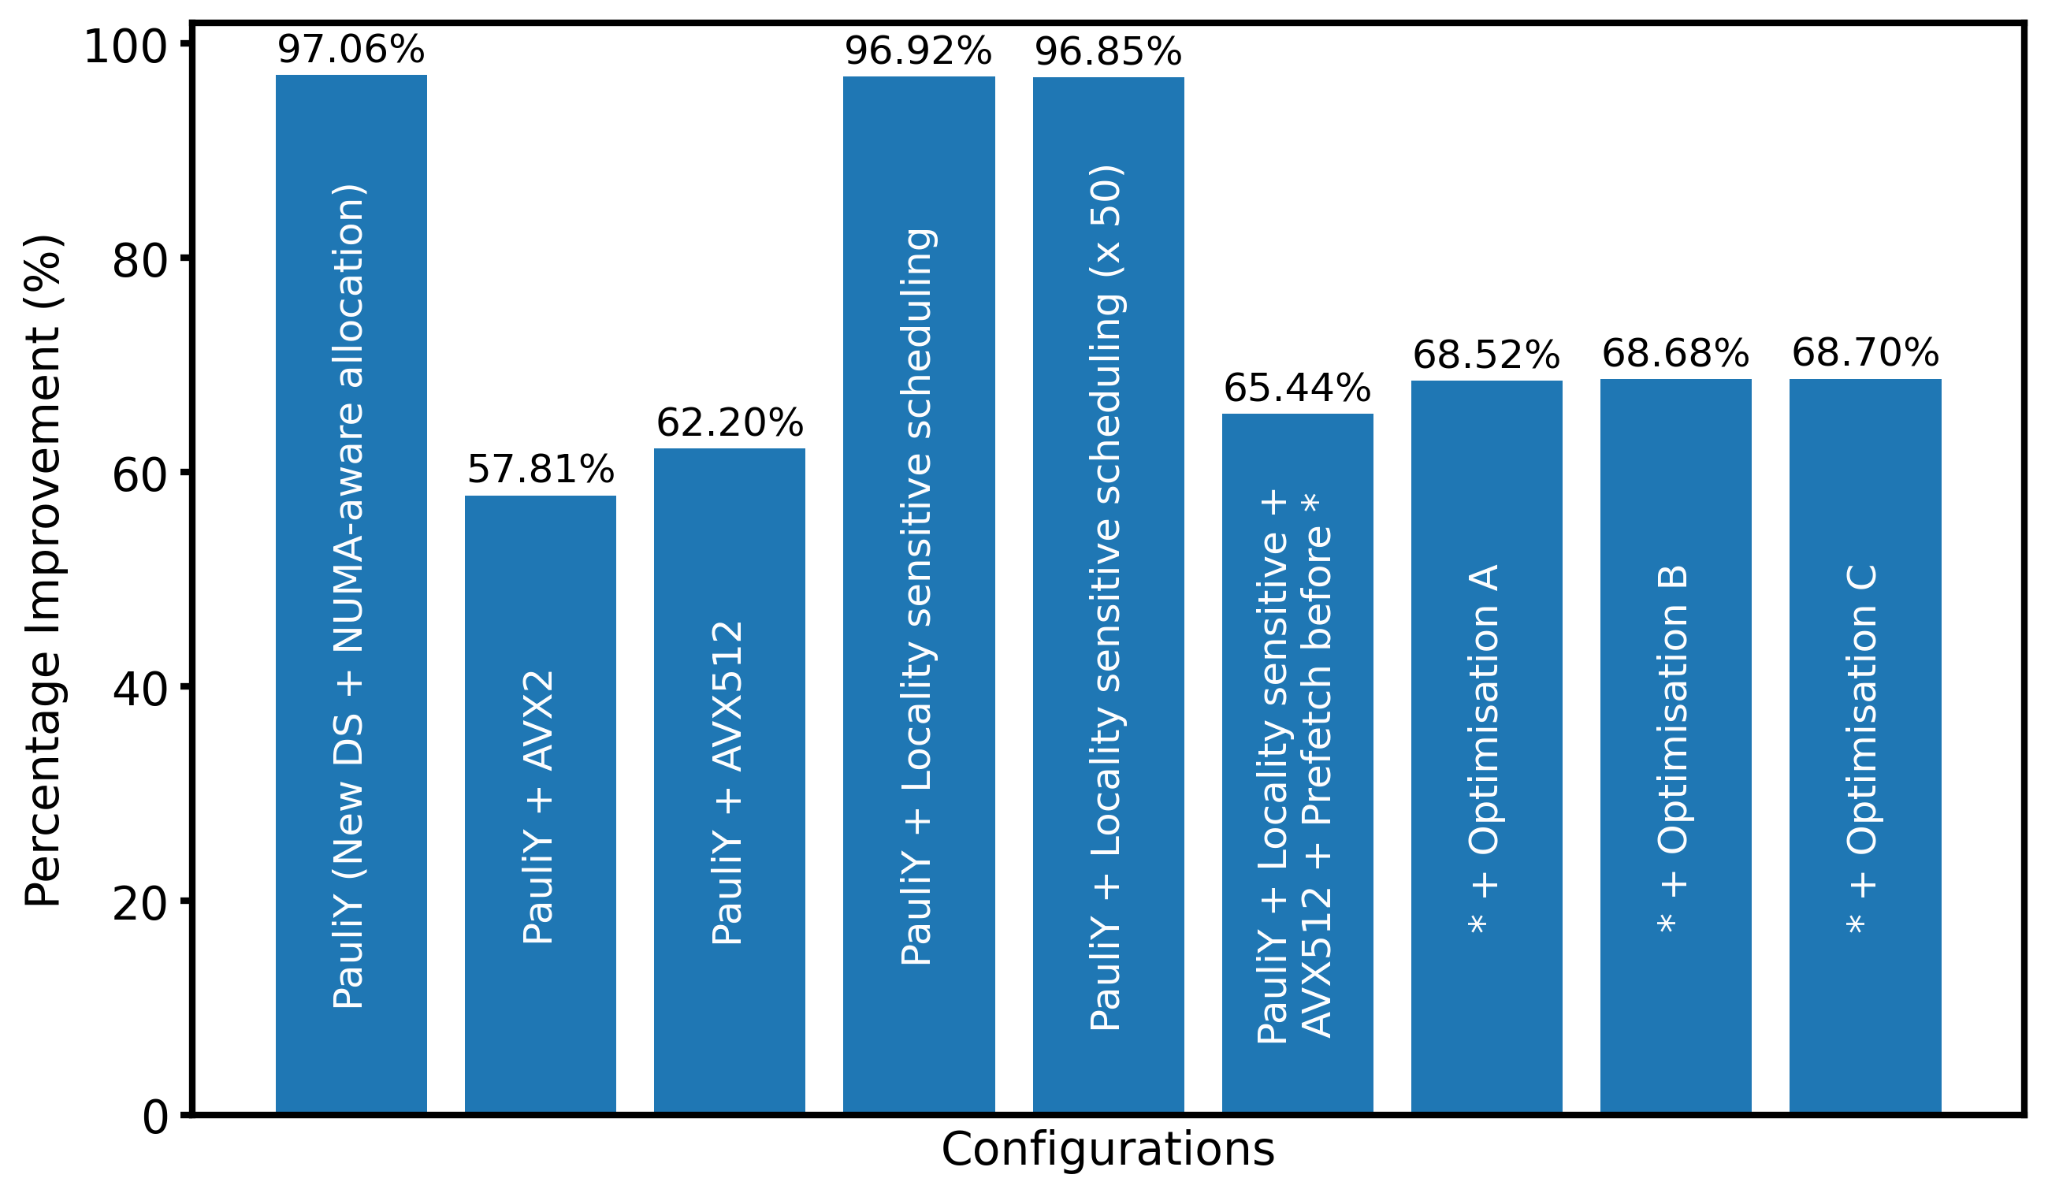 Percentage Improvement (%)
100
80
60
40
20
0
97.06%
PauliY (New DS + NUMA-aware allocation)
57.81%
PauliY + AVX2
62.20%
PauliY + AVX512
96.92%
PauliY + Locality sensitive scheduling
96.85%
PauliY + Locality sensitive scheduling (x 50)
65.44%
PauliY + Locality sensitive +
AVX512 + Prefetch before *
68.52%
* + Optimisation A
68.68%
* + Optimisation B
68.70%
* + Optimisation C
Configurations